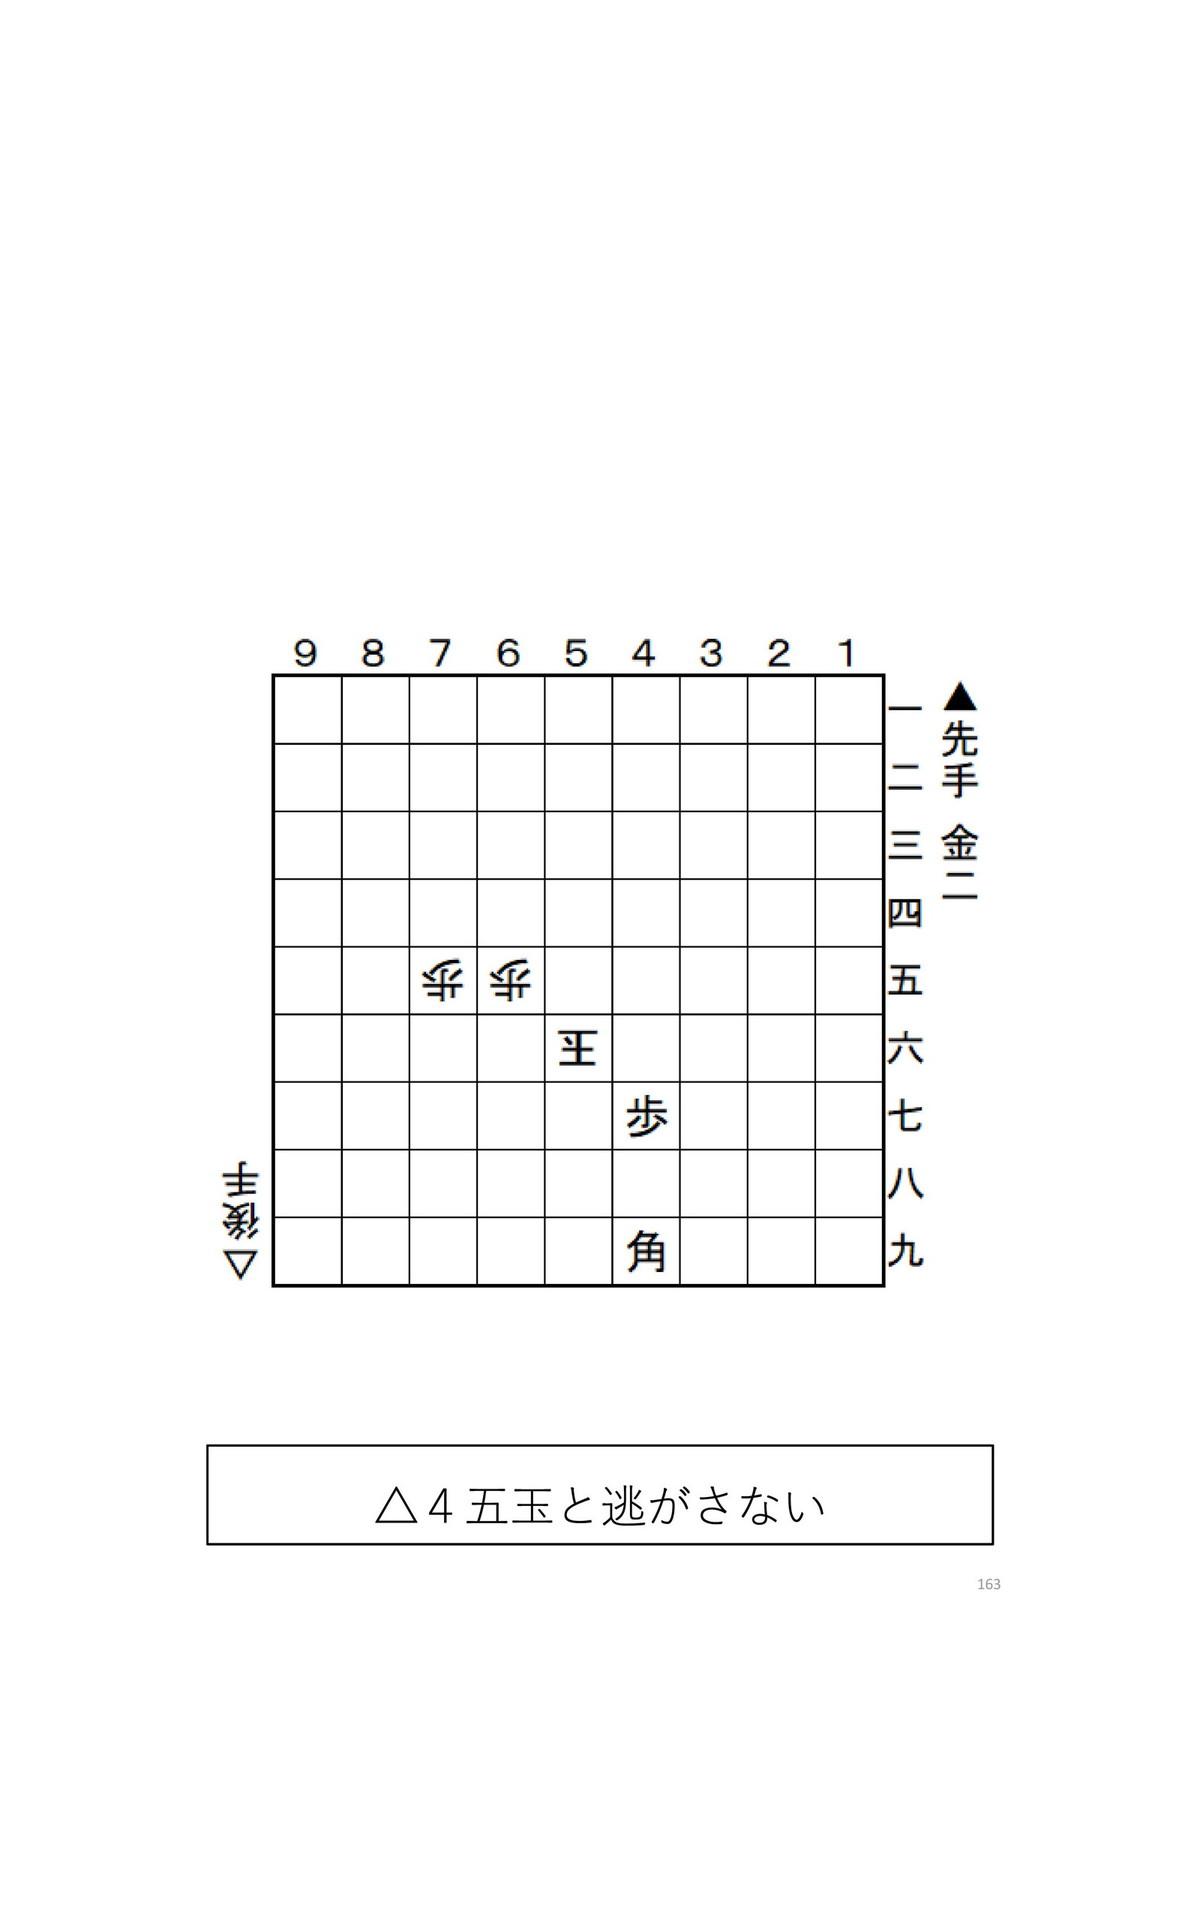 9 8 7 6 5 4 3 2 1
一
二
三
四
五
六
七
八
九
▲先手 金二
歩 歩
王
歩
角
△後手
△4五玉と逃がさない
163